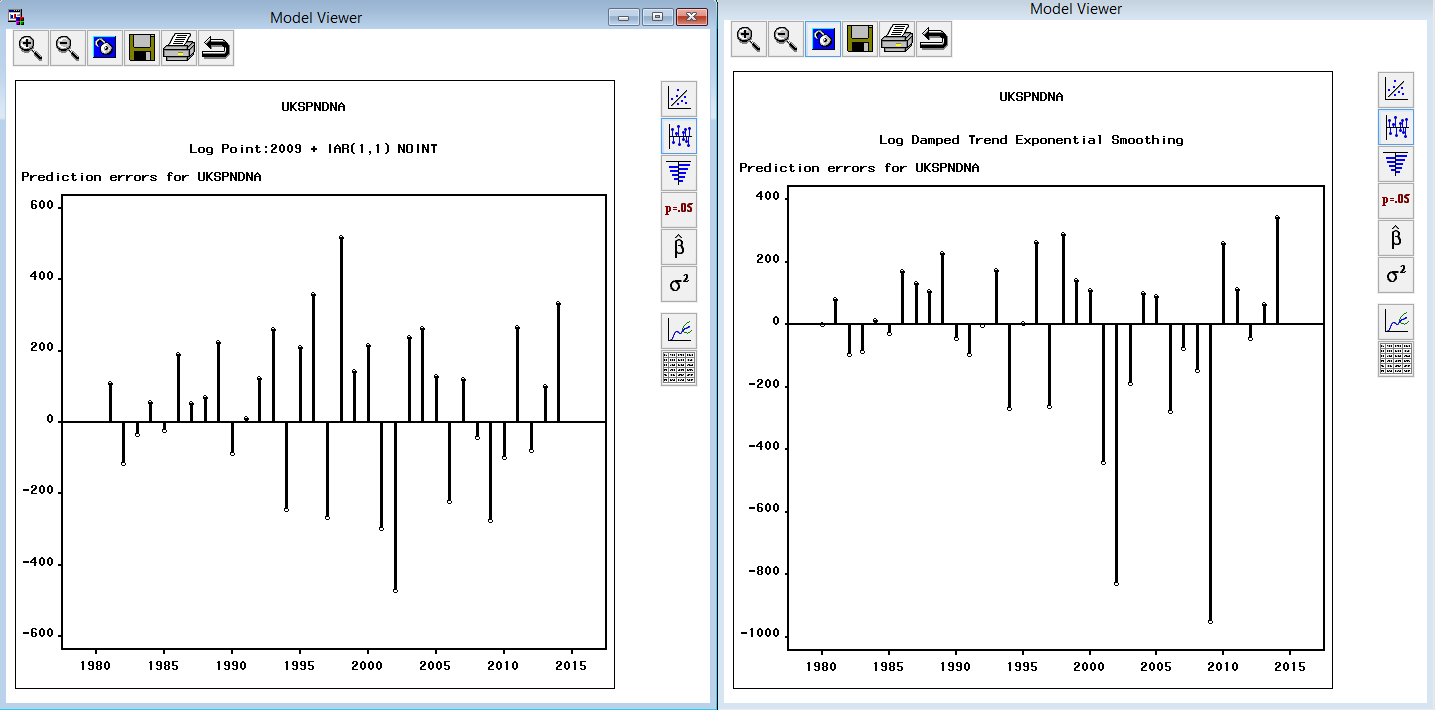 Model Viewer
UKSPNDNA
Log Point:2009 + IAR(1,1) NOINT
Prediction errors for UKSPNDNA
600
400
200
0
-200
-400
-600
1980 1985 1990 1995 2000 2005 2010 2015
p=.05
β̂
σ²
Model Viewer
UKSPNDNA
Log Damped Trend Exponential Smoothing
Prediction errors for UKSPNDNA
400
200
0
-200
-400
-600
-800
-1000
1980 1985 1990 1995 2000 2005 2010 2015
p=.05
β̂
σ²